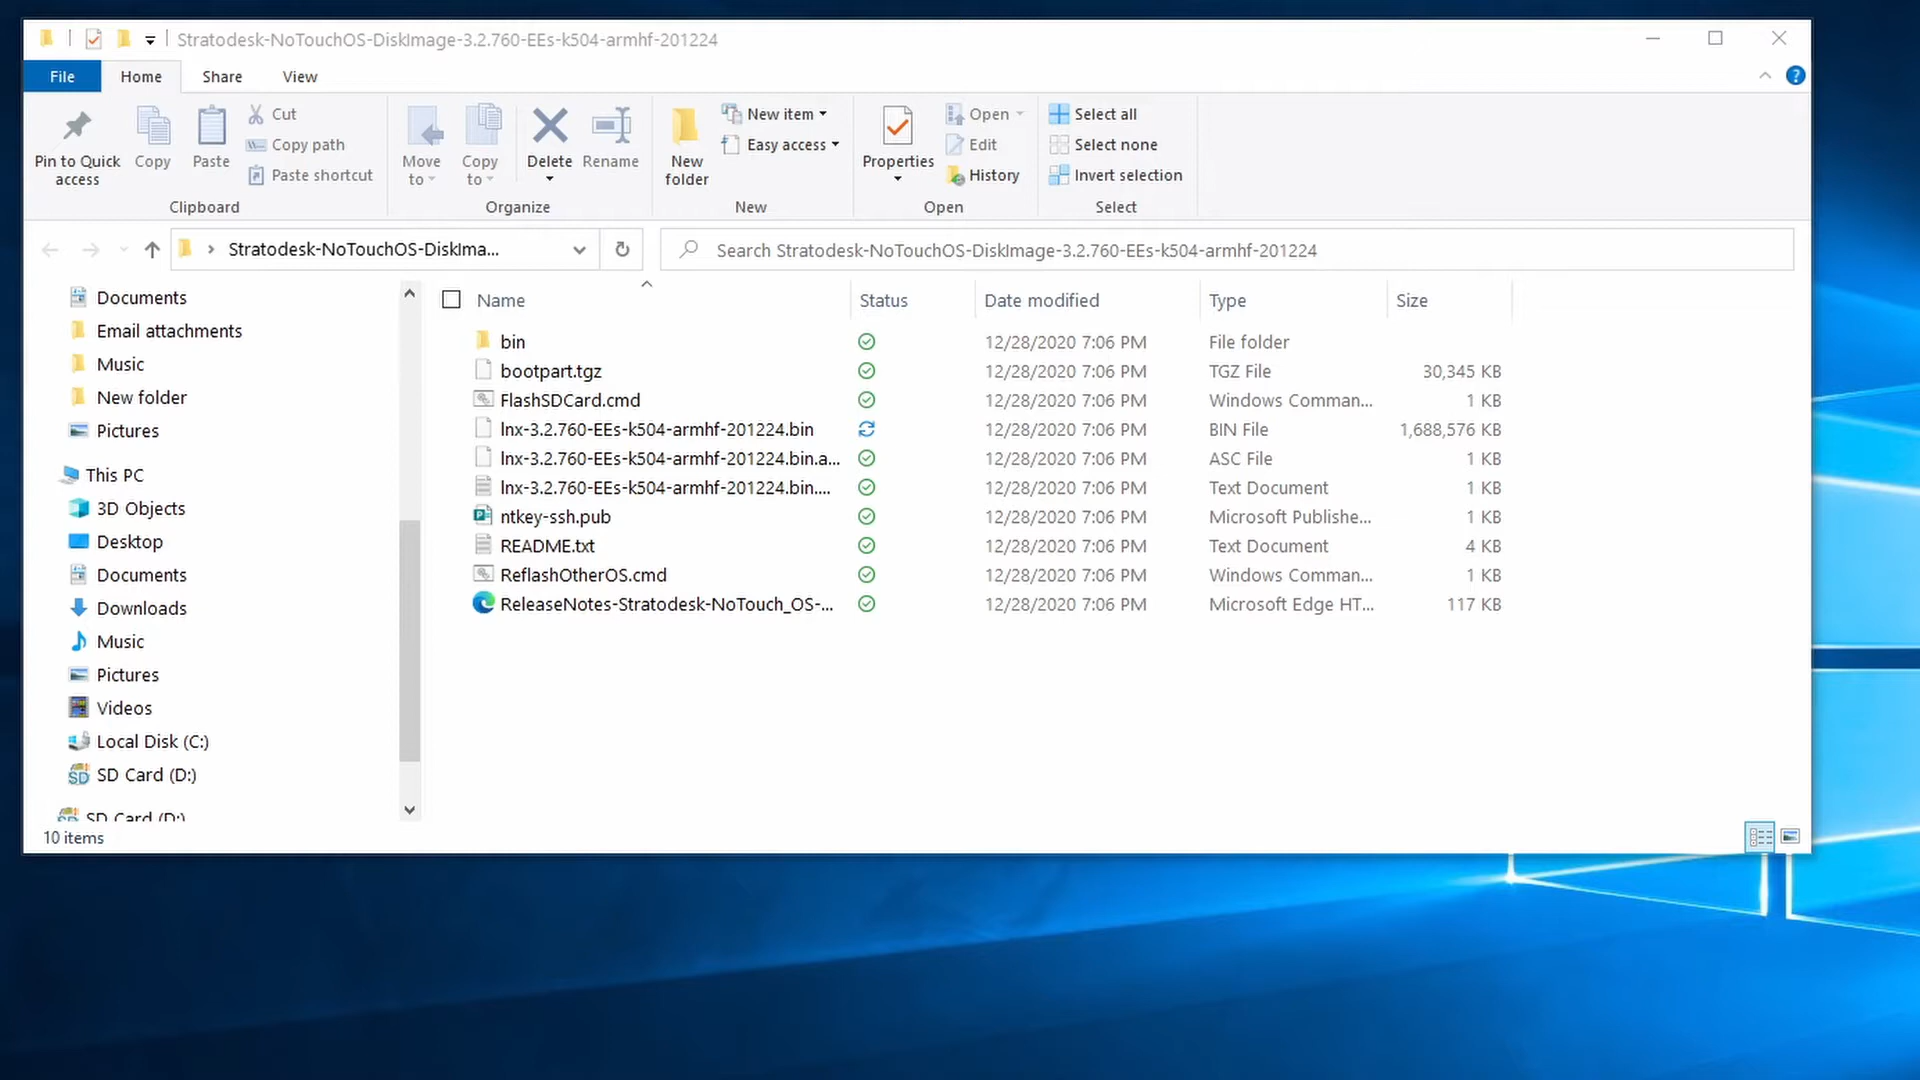 Stratodesk-NoTouchOS-DiskImage-3.2.760-EEs-k504-armhf-201224
File Home Share View
Pin to Quick access
Copy
Paste
Cut
Copy path
Paste shortcut
Clipboard
Move to
Copy to
Delete
Rename
Organize
New folder
New item
Easy access
New
Properties
Open
Edit
History
Open
Select all
Select none
Invert selection
Select
Stratodesk-NoTouchOS-DiskIma...
Search Stratodesk-NoTouchOS-DiskImage-3.2.760-EEs-k504-armhf-201224
Documents
Email attachments
Music
New folder
Pictures
This PC
3D Objects
Desktop
Documents
Downloads
Music
Pictures
Videos
Local Disk (C:)
SD Card (D:)
SD Card (D:)
Name Status Date modified Type Size
bin 12/28/2020 7:06 PM File folder
bootpart.tgz 12/28/2020 7:06 PM TGZ File 30,345 KB
FlashSDCard.cmd 12/28/2020 7:06 PM Windows Comman... 1 KB
lnx-3.2.760-EEs-k504-armhf-201224.bin 12/28/2020 7:06 PM BIN File 1,688,576 KB
lnx-3.2.760-EEs-k504-armhf-201224.bin.a... 12/28/2020 7:06 PM ASC File 1 KB
lnx-3.2.760-EEs-k504-armhf-201224.bin.... 12/28/2020 7:06 PM Text Document 1 KB
ntkey-ssh.pub 12/28/2020 7:06 PM Microsoft Publishe... 1 KB
README.txt 12/28/2020 7:06 PM Text Document 4 KB
ReflashOtherOS.cmd 12/28/2020 7:06 PM Windows Comman... 1 KB
ReleaseNotes-Stratodesk-NoTouch_OS-... 12/28/2020 7:06 PM Microsoft Edge HT... 117 KB
10 items